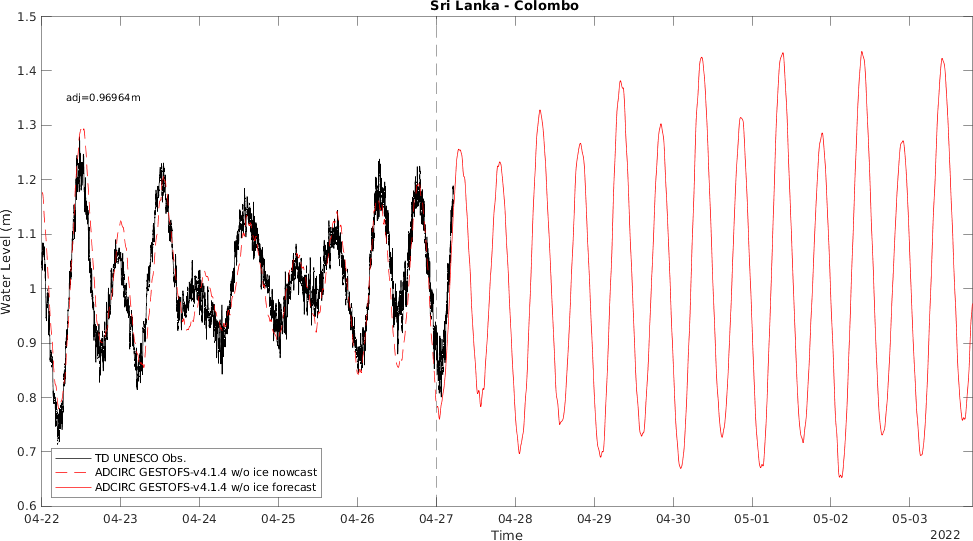 Sri Lanka - Colombo
1.5
1.4
1.3
1.2
1.1
1
0.9
0.8
0.7
0.6
Water Level (m)
adj=0.96964m
TD UNESCO Obs.
ADCIRC GESTOFS-v4.1.4 w/o ice nowcast
ADCIRC GESTOFS-v4.1.4 w/o ice forecast
04-22 04-23 04-24 04-25 04-26 04-27 04-28 04-29 04-30 05-01 05-02 05-03
Time
2022